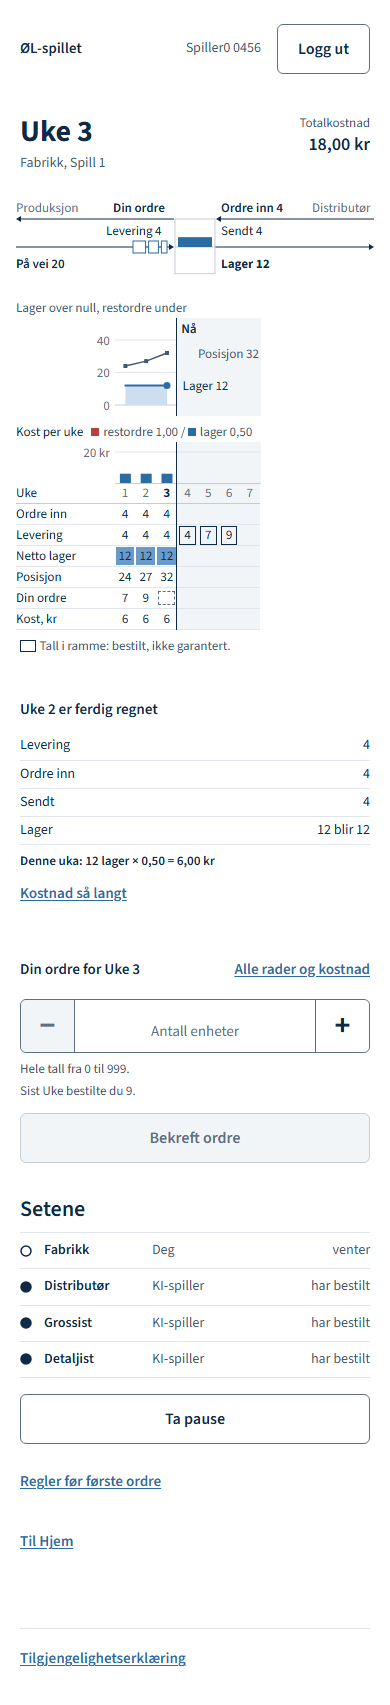 ØL-spillet
Spiller0 0456
Logg ut
Uke 3
Totalkostnad
18,00 kr
Fabrikk, Spill 1
Produksjon Din ordre Ordre inn 4 Distributør
Levering 4 Sendt 4
På vei 20 Lager 12
Lager over null, restordre under
Nå
40
Posisjon 32
20
Lager 12
0
Kost per uke restordre 1,00 / lager 0,50
20 kr
Uke 1 2 3 4 5 6 7
Ordre inn 4 4 4
Levering 4 4 4 4 7 9
Netto lager 12 12 12
Posisjon 24 27 32
Din ordre 7 9
Kost, kr 6 6 6
Tall i ramme: bestilt, ikke garantert.
Uke 2 er ferdig regnet
Levering 4
Ordre inn 4
Sendt 4
Lager 12 blir 12
Denne uka: 12 lager × 0,50 = 6,00 kr
Kostnad så langt
Din ordre for Uke 3 Alle rader og kostnad
− Antall enheter +
Hele tall fra 0 til 999.
Sist Uke bestilte du 9.
Bekreft ordre
Setene
Fabrikk Deg venter
Distributør KI-spiller har bestilt
Grossist KI-spiller har bestilt
Detaljist KI-spiller har bestilt
Ta pause
Regler før første ordre
Til Hjem
Tilgjengelighetserklæring